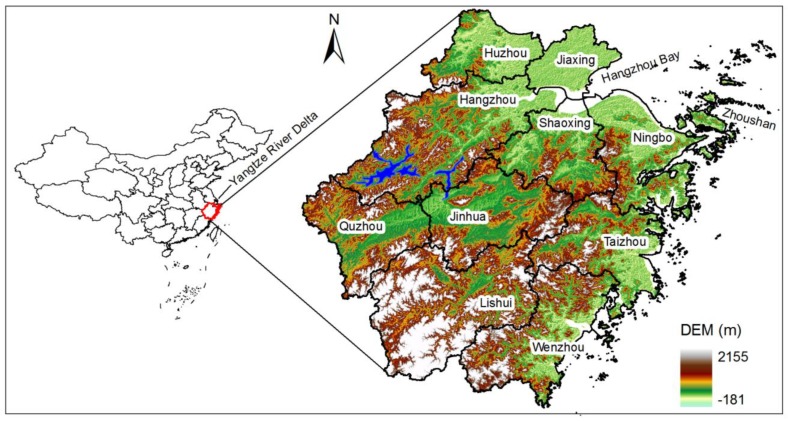 N
Huzhou
Jiaxing
Hangzhou Bay
Hangzhou
Zhoushan
Shaoxing
Ningbo
Yangtze River Delta
Quzhou
Jinhua
Taizhou
Lishui
Wenzhou
DEM (m)
2155
-181